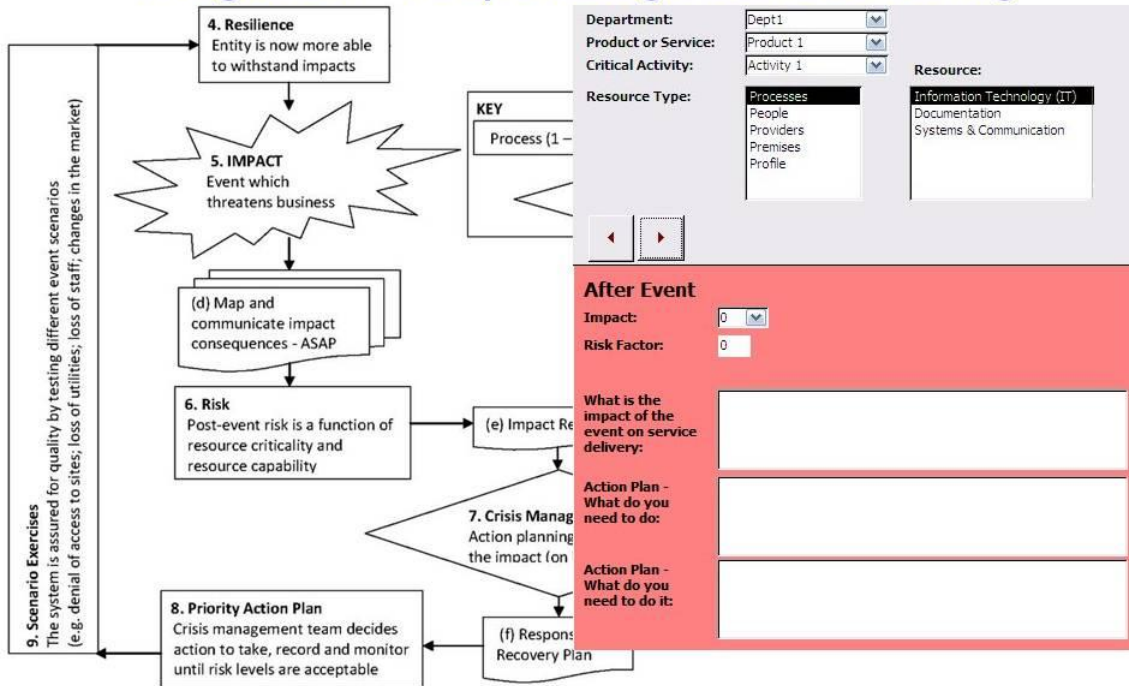 4. Resilience
Entity is now more able
to withstand impacts
5. IMPACT
Event which
threatens business
KEY
Process (1 –
(d) Map and
communicate impact
consequences - ASAP
6. Risk
Post-event risk is a function of
resource criticality and
resource capability
(e) Impact Re
7. Crisis Manag
Action planning
the impact (on
8. Priority Action Plan
Crisis management team decides
action to take, record and monitor
until risk levels are acceptable
(f) Respons
Recovery Plan
9. Scenario Exercises
The system is assured for quality by testing different event scenarios
(e.g. denial of access to sites; loss of utilities; loss of staff; changes in the market)
Department: Dept1
Product or Service: Product 1
Critical Activity: Activity 1
Resource:
Resource Type:
Processes
People
Providers
Premises
Profile
Information Technology (IT)
Documentation
Systems & Communication
After Event
Impact: 0
Risk Factor: 0
What is the
impact of the
event on service
delivery:
Action Plan -
What do you
need to do:
Action Plan -
What do you
need to do it: